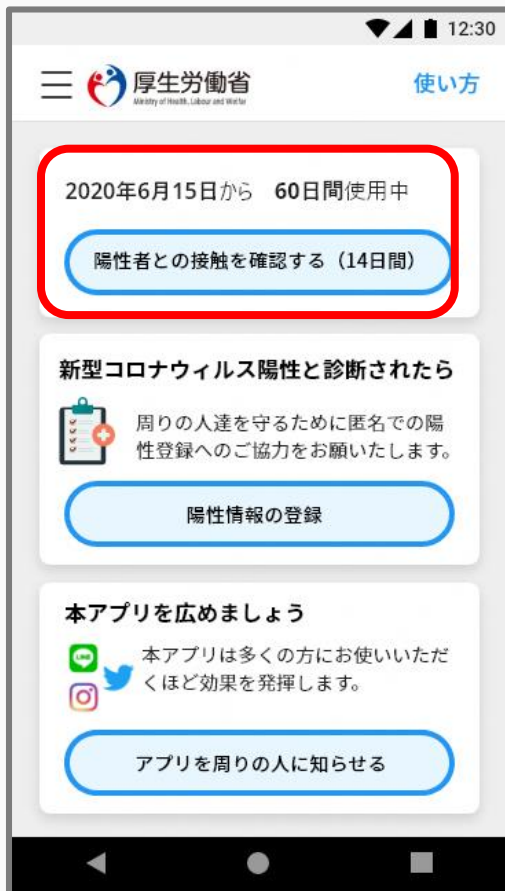 12:30
厚生労働省
Ministry of Health, Labour and Welfare
使い方
2020年6月15日から　60日間使用中
陽性者との接触を確認する（14日間）
新型コロナウィルス陽性と診断されたら
周りの人達を守るために匿名での陽
性登録へのご協力をお願いたします。
陽性情報の登録
本アプリを広めましょう
LINE
本アプリは多くの方にお使いいただ
くほど効果を発揮します。
アプリを周りの人に知らせる